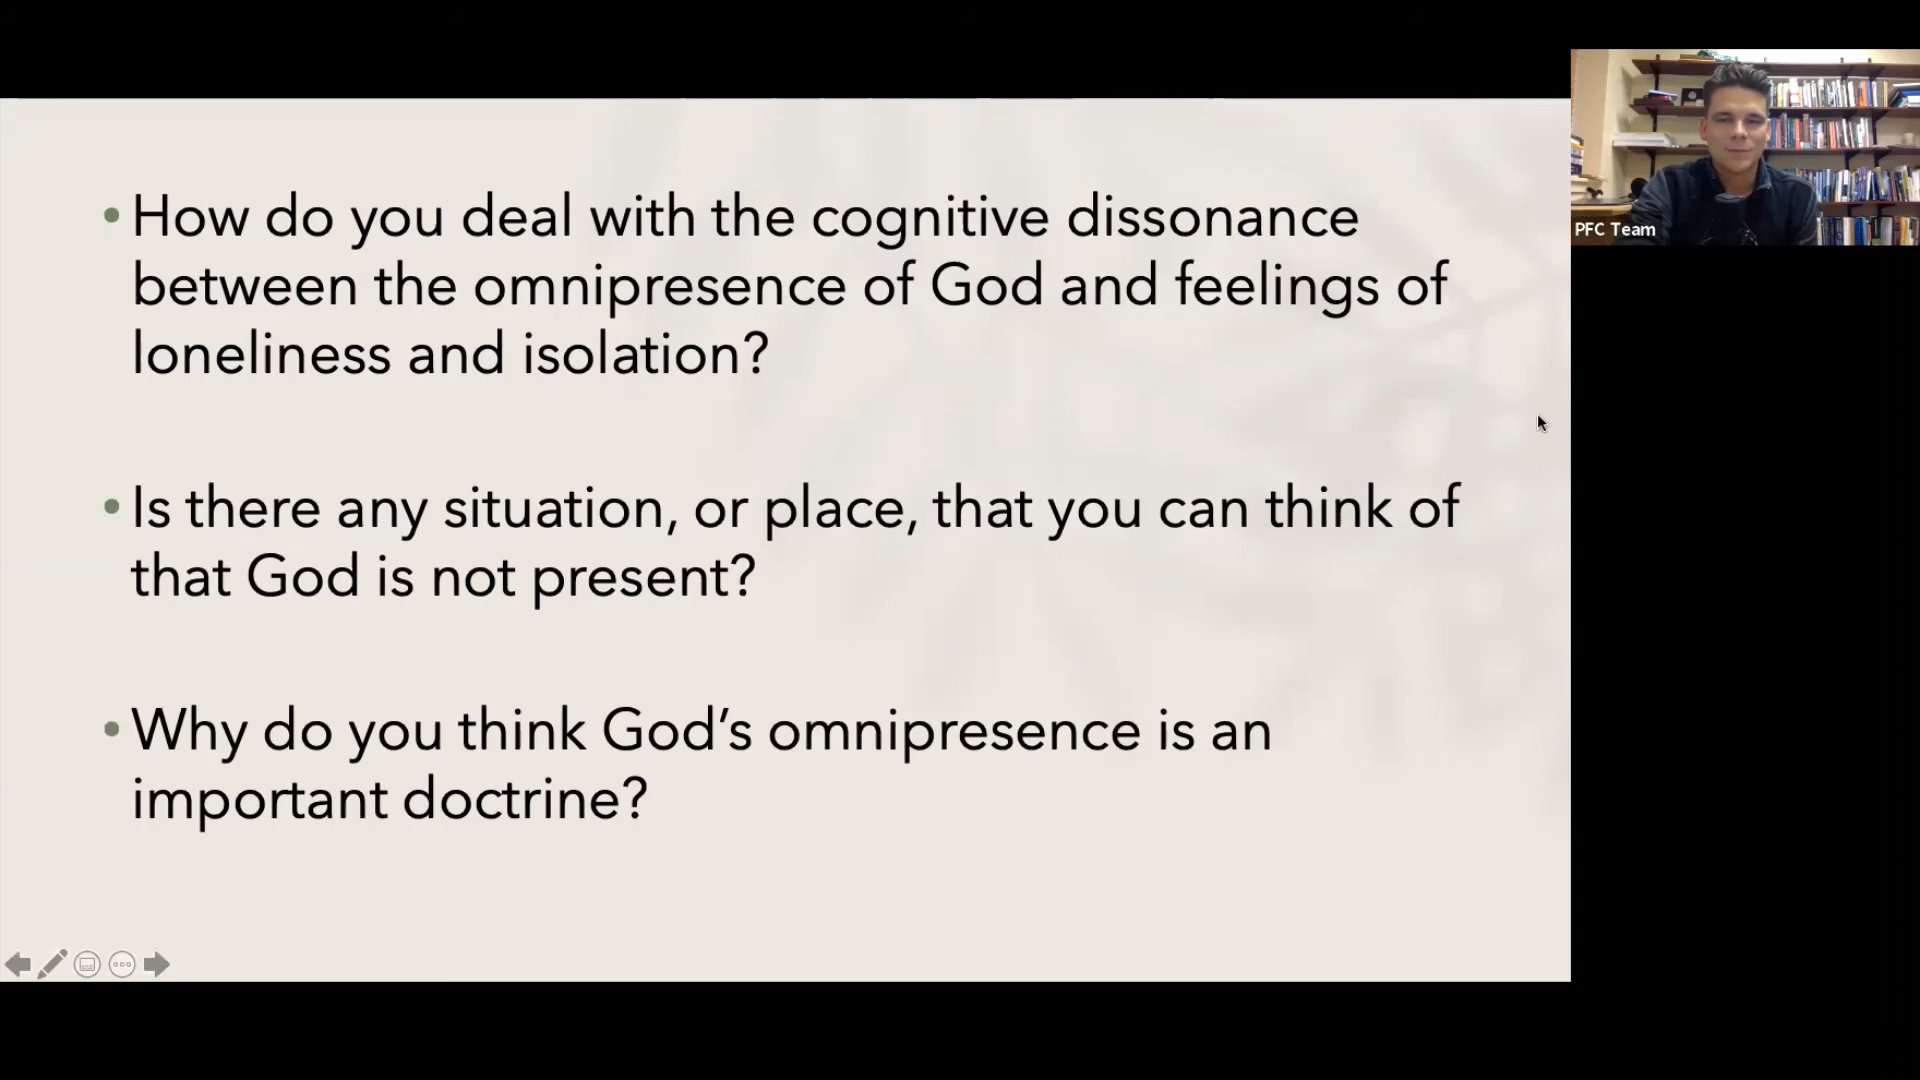 • How do you deal with the cognitive dissonance
between the omnipresence of God and feelings of
loneliness and isolation?
• Is there any situation, or place, that you can think of
that God is not present?
• Why do you think God’s omnipresence is an
important doctrine?
PFC Team